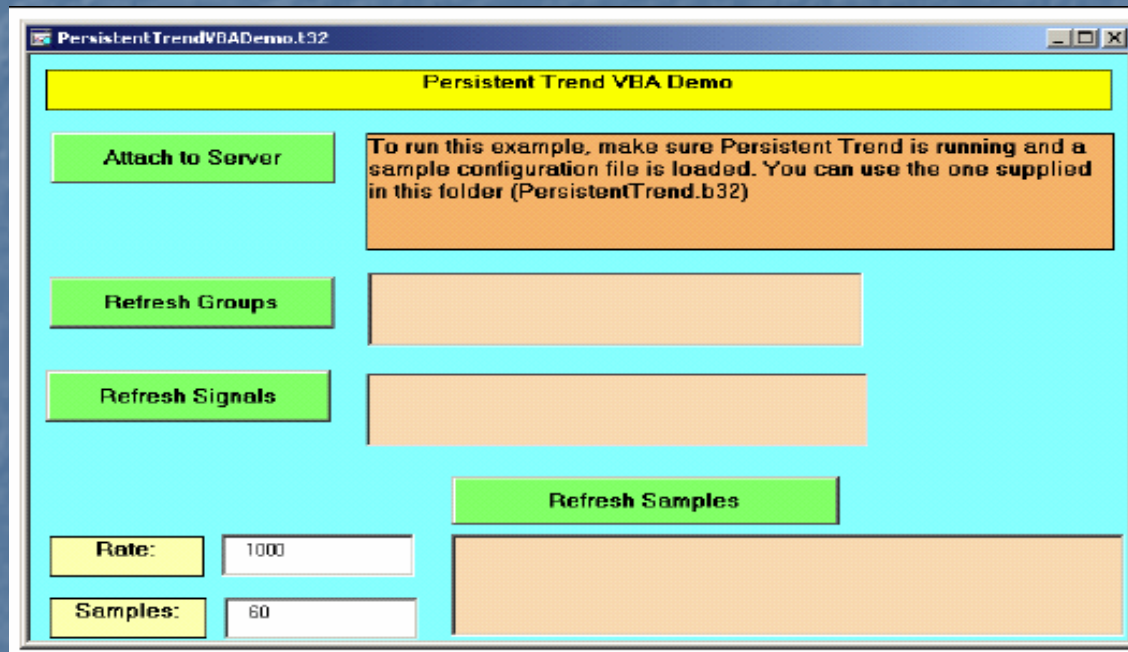 PersistentTrendVBADemo.t32
Persistent Trend VBA Demo
Attach to Server
To run this example, make sure Persistent Trend is running and a
sample configuration file is loaded. You can use the one supplied
in this folder (PersistentTrend.b32)
Refresh Groups
Refresh Signals
Refresh Samples
Rate:
1000
Samples:
60